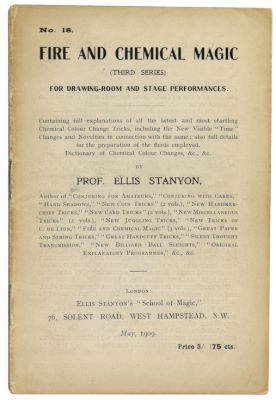 No. 18.
FIRE AND CHEMICAL MAGIC
(THIRD SERIES)
FOR DRAWING-ROOM AND STAGE PERFORMANCES.
Containing full explanations of all the latest and most startling
Chemical Colour Change Tricks, including the New Visible "Time"
Changes and Novelties in connection with the same; also full details
for the preparation of the fluids employed.
Dictionary of Chemical Colour Changes, &c., &c.
BY
PROF. ELLIS STANYON,
Author of "Conjuring for Amateurs," "Conjuring with Cards,"
"Hand Shadows," "New Coin Tricks" (2 vols.), "New Handker-
chief Tricks," "New Card Tricks" (2 vols.), "New Miscellaneous
Tricks" (2 vols.), "New Juggling Tricks," "New Tricks of
C. de Lion," "Fire and Chemical Magic" (3 vols.), "Great Paper
and String Tricks," "Great Handcuff Tricks," "Silent Thought
Transmission," "New Billiard Ball Sleights," "Original
Explanatory Programmes," &c., &c.
London:
Ellis Stanyon's "School of Magic,"
76, SOLENT ROAD, WEST HAMPSTEAD, N.W.
May, 1909.
Price 3/- (75 cts.